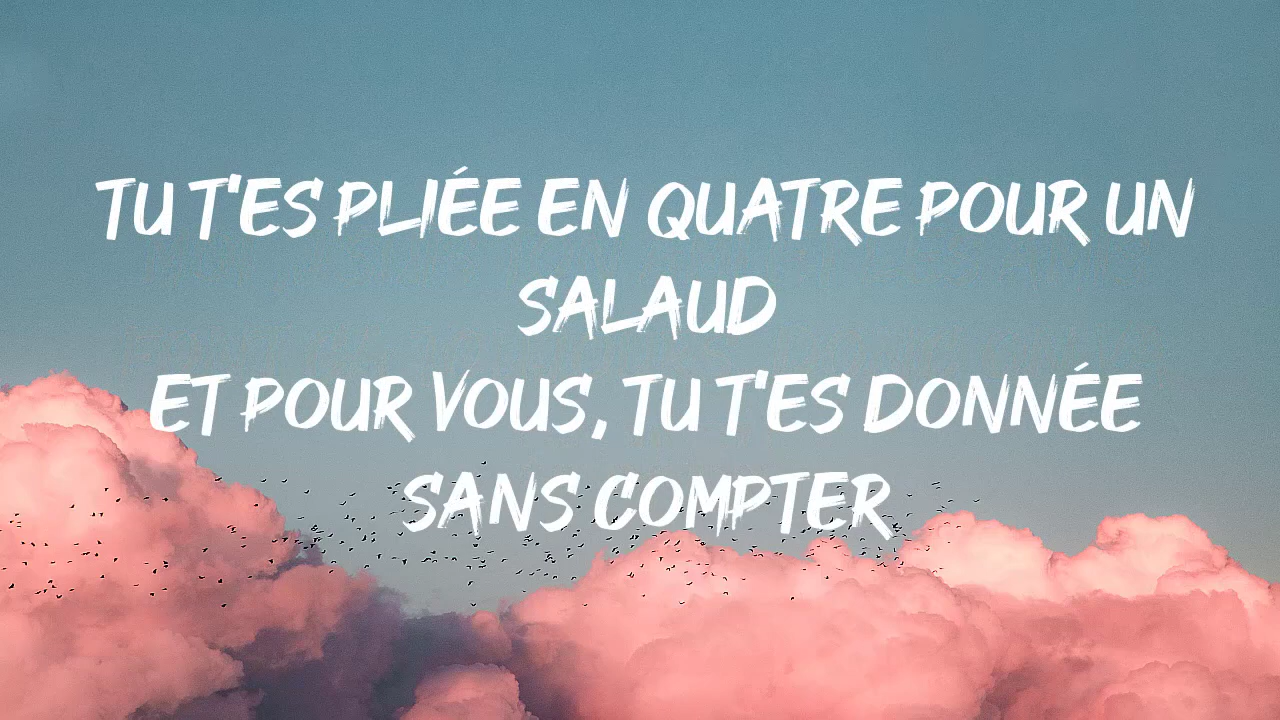 TU T'ES PLIÉE EN QUATRE POUR UN
SALAUD
ET POUR VOUS, TU T'ES DONNÉE
SANS COMPTER